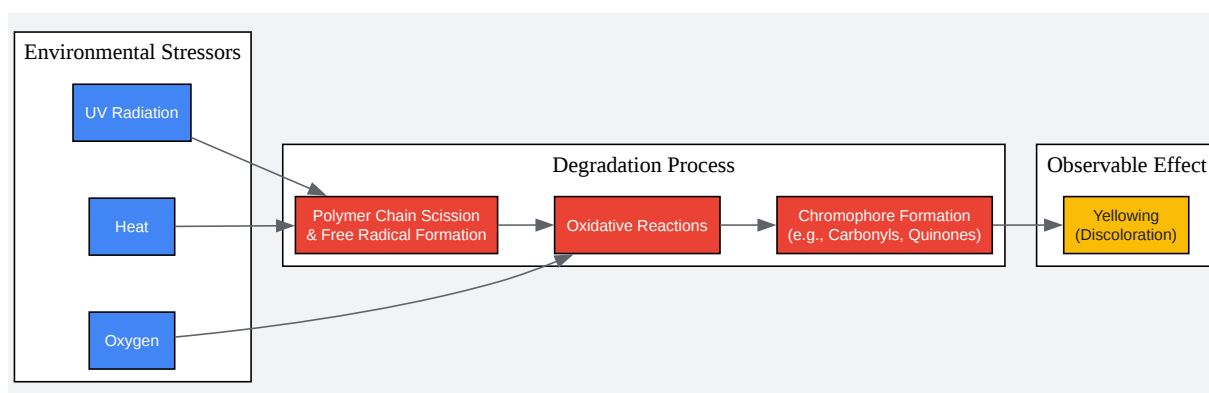 Environmental Stressors
UV Radiation
Heat
Oxygen
Degradation Process
Polymer Chain Scission
& Free Radical Formation
Oxidative Reactions
Chromophore Formation
(e.g., Carbonyls, Quinones)
Observable Effect
Yellowing
(Discoloration)